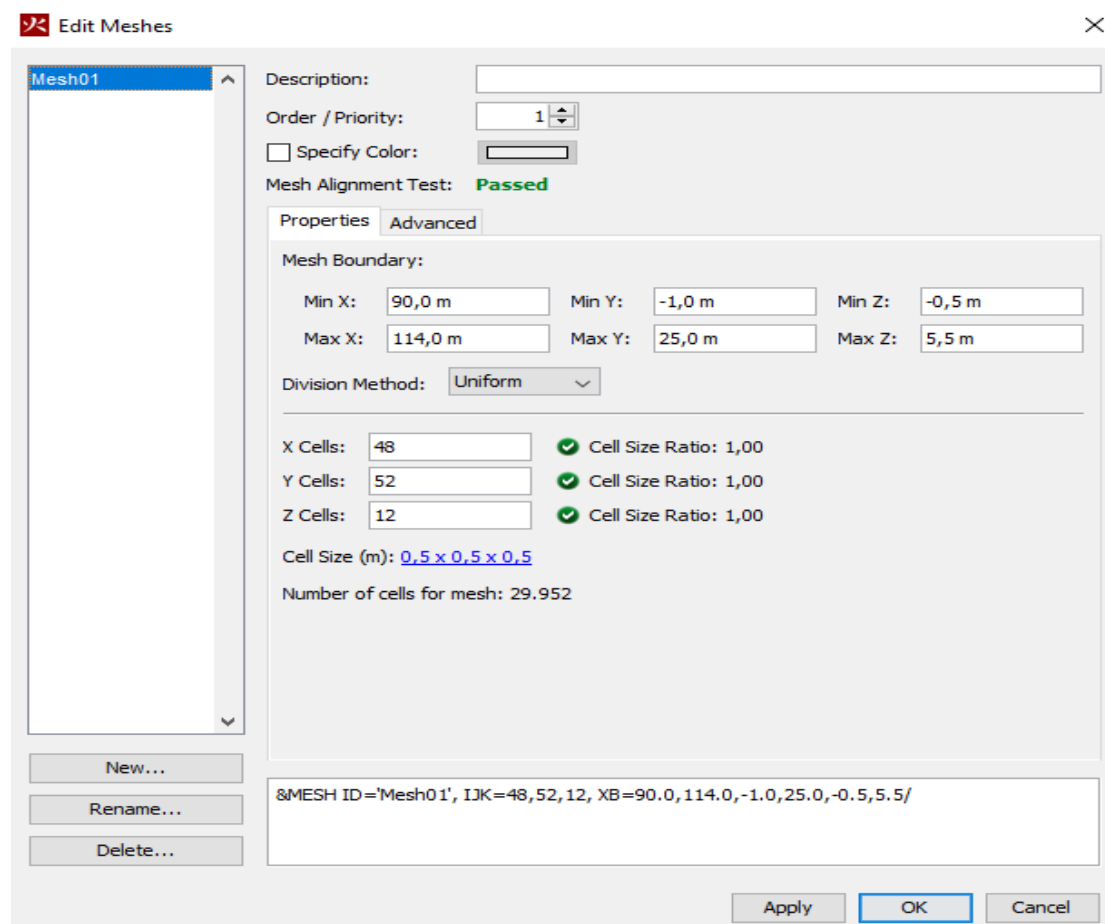 Edit Meshes
Mesh01
Description:
Order / Priority: 1
Specify Color:
Mesh Alignment Test: Passed
Properties Advanced
Mesh Boundary:
Min X: 90,0 m Min Y: -1,0 m Min Z: -0,5 m
Max X: 114,0 m Max Y: 25,0 m Max Z: 5,5 m
Division Method: Uniform
X Cells: 48 Cell Size Ratio: 1,00
Y Cells: 52 Cell Size Ratio: 1,00
Z Cells: 12 Cell Size Ratio: 1,00
Cell Size (m): 0,5 x 0,5 x 0,5
Number of cells for mesh: 29.952
New...
Rename...
Delete...
&MESH ID='Mesh01', IJK=48,52,12, XB=90.0,114.0,-1.0,25.0,-0.5,5.5/
Apply OK Cancel